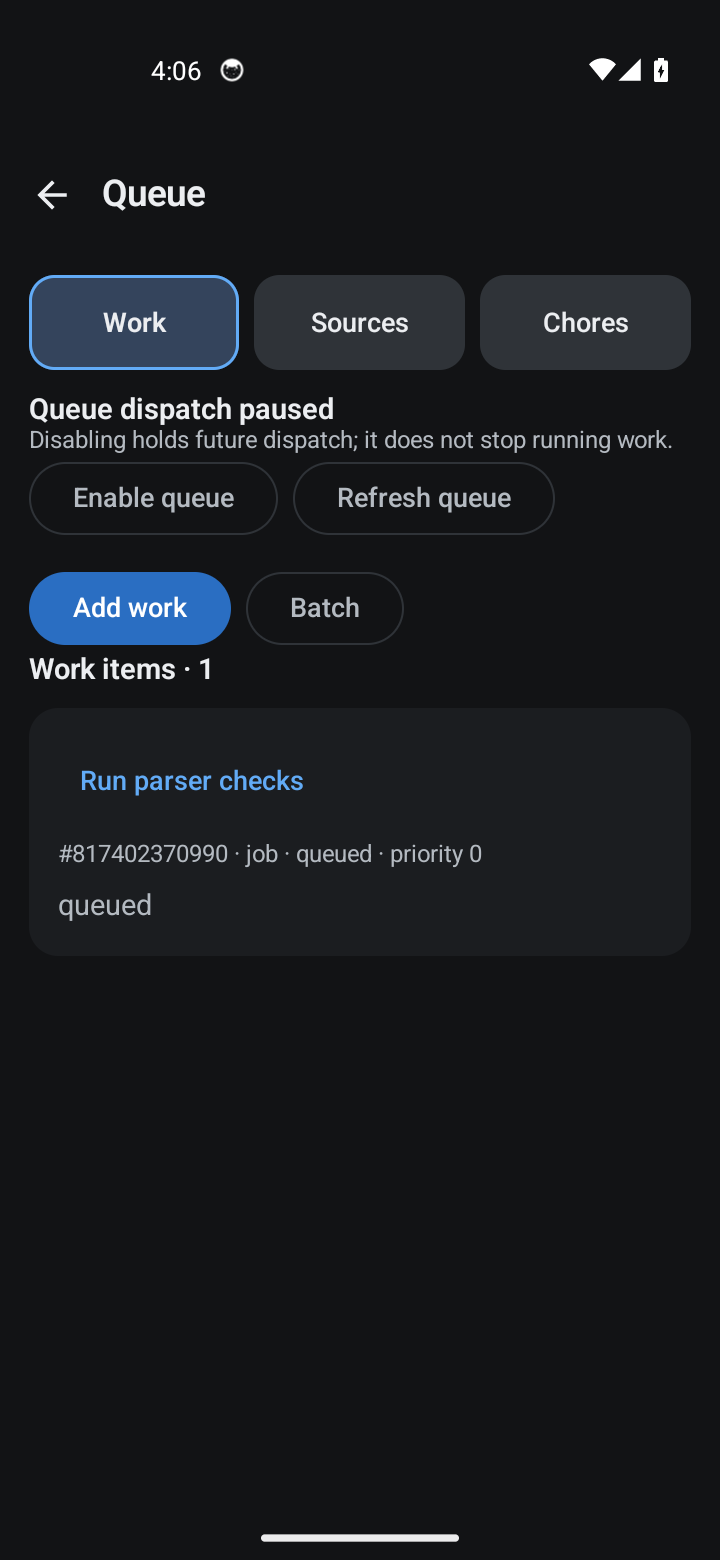 4:06
Queue
Work
Sources
Chores
Queue dispatch paused
Disabling holds future dispatch; it does not stop running work.
Enable queue
Refresh queue
Add work
Batch
Work items · 1
Run parser checks
#817402370990 · job · queued · priority 0
queued